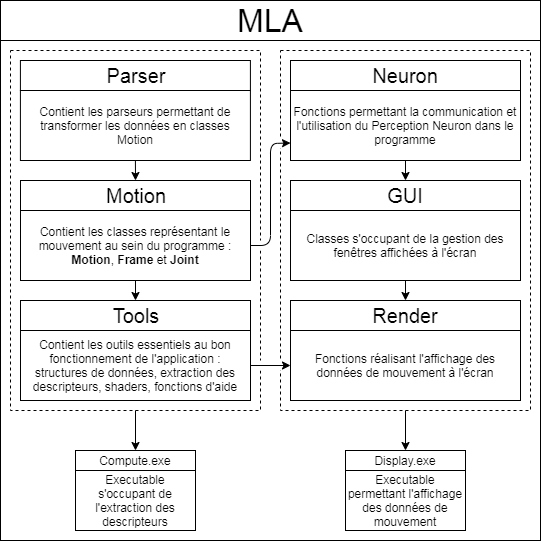 MLA
Parser
Contient les parseurs permettant de
transformer les données en classes
Motion
Motion
Contient les classes représentant le
mouvement au sein du programme :
Motion, Frame et Joint
Tools
Contient les outils essentiels au bon
fonctionnement de l'application :
structures de données, extraction des
descripteurs, shaders, fonctions d'aide
Neuron
Fonctions permettant la communication et
l'utilisation du Perception Neuron dans le
programme
GUI
Classes s'occupant de la gestion des
fenêtres affichées à l'écran
Render
Fonctions réalisant l'affichage des
données de mouvement à l'écran
Compute.exe
Executable
s'occupant de
l'extraction des
descripteurs
Display.exe
Executable
permettant l'affichage
des données de
mouvement